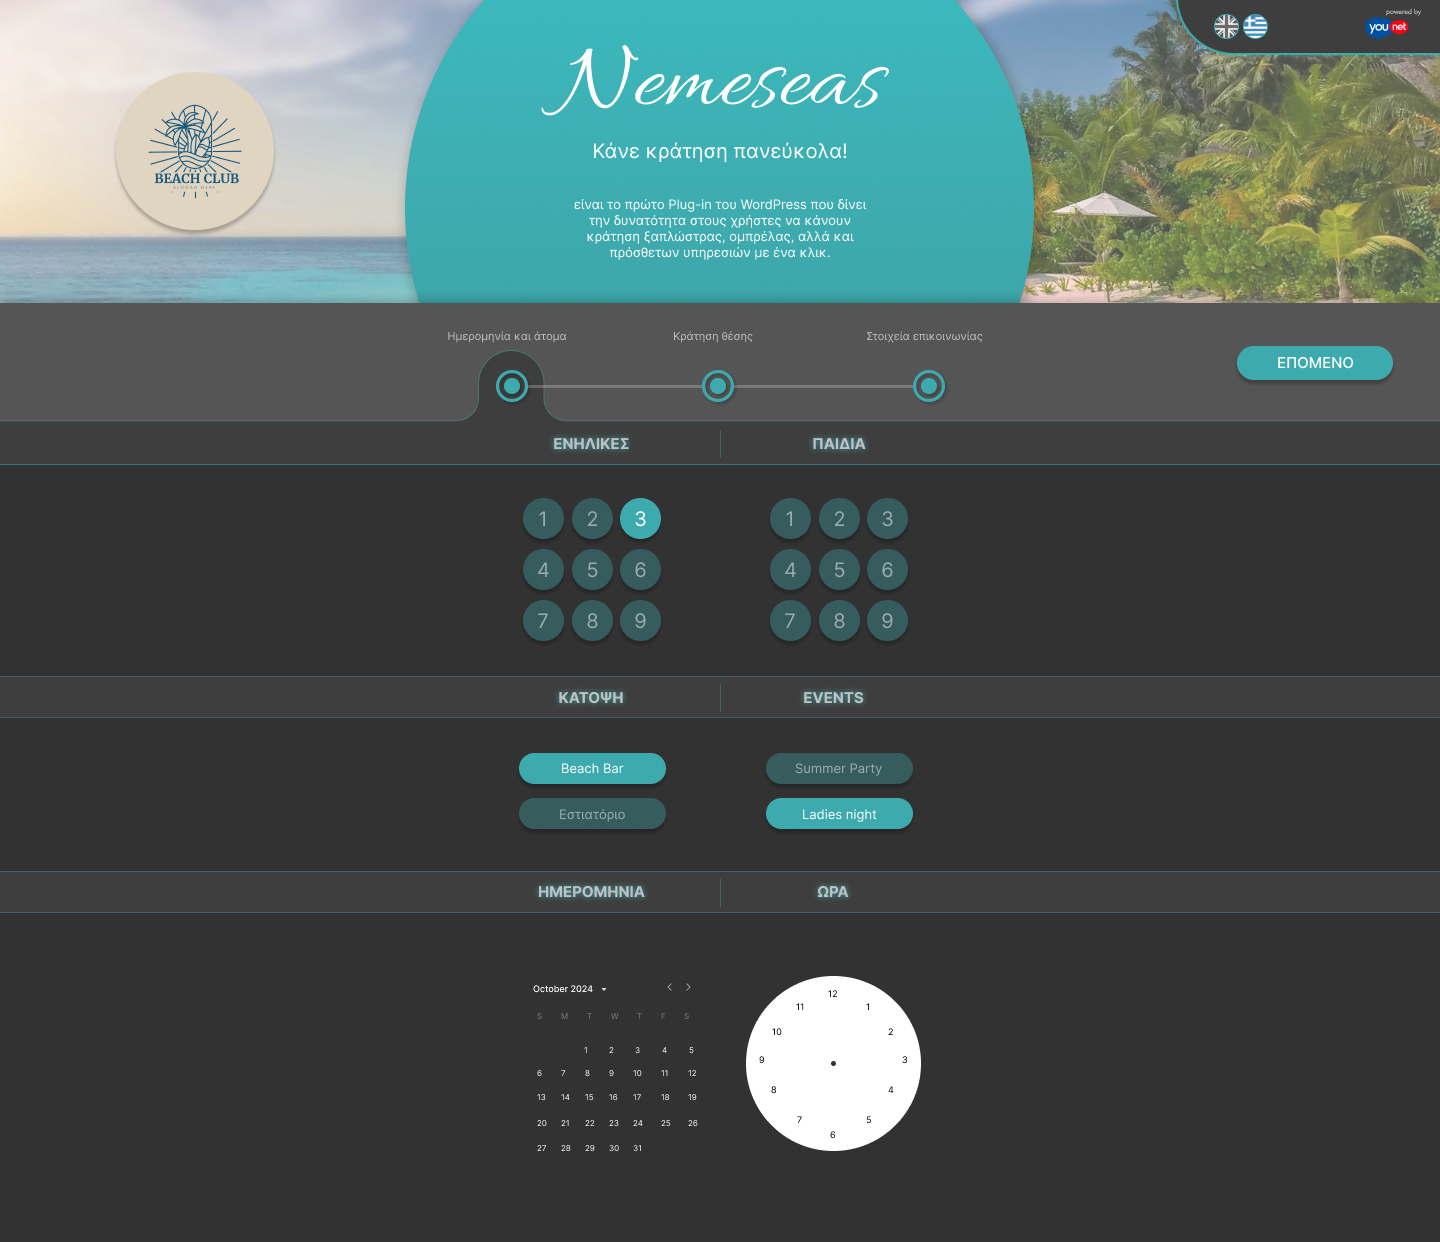 powered by
you net
Nemeseas
BEACH CLUB
SLOGAN HERE
Κάνε κράτηση πανεύκολα!
είναι το πρώτο Plug-in του WordPress που δίνει
την δυνατότητα στους χρήστες να κάνουν
κράτηση ξαπλώστρας, ομπρέλας, αλλά και
πρόσθετων υπηρεσιών με ένα κλικ.
Ημερομηνία και άτομα
Κράτηση θέσης
Στοιχεία επικοινωνίας
ΕΠΟΜΕΝΟ
ΕΝΗΛΙΚΕΣ ΠΑΙΔΙΑ
1 2 3 1 2 3
4 5 6 4 5 6
7 8 9 7 8 9
ΚΑΤΟΨΗ EVENTS
Beach Bar Summer Party
Εστιατόριο Ladies night
ΗΜΕΡΟΜΗΝΙΑ ΩΡΑ
October 2024
S M T W T F S
1 2 3 4 5
6 7 8 9 10 11 12
13 14 15 16 17 18 19
20 21 22 23 24 25 26
27 28 29 30 31
12
11 1
10 2
9 3
8 4
7 5
6